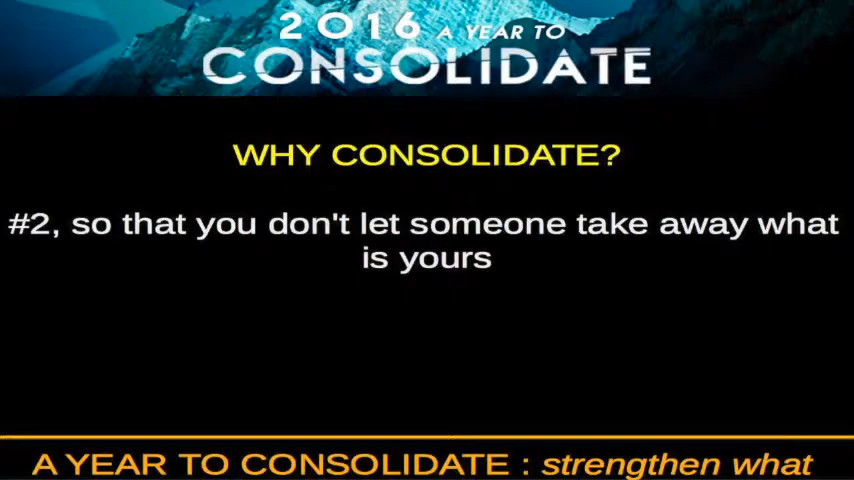 2016 A YEAR TO
CONSOLIDATE
WHY CONSOLIDATE?
#2, so that you don't let someone take away what
is yours
A YEAR TO CONSOLIDATE : strengthen what